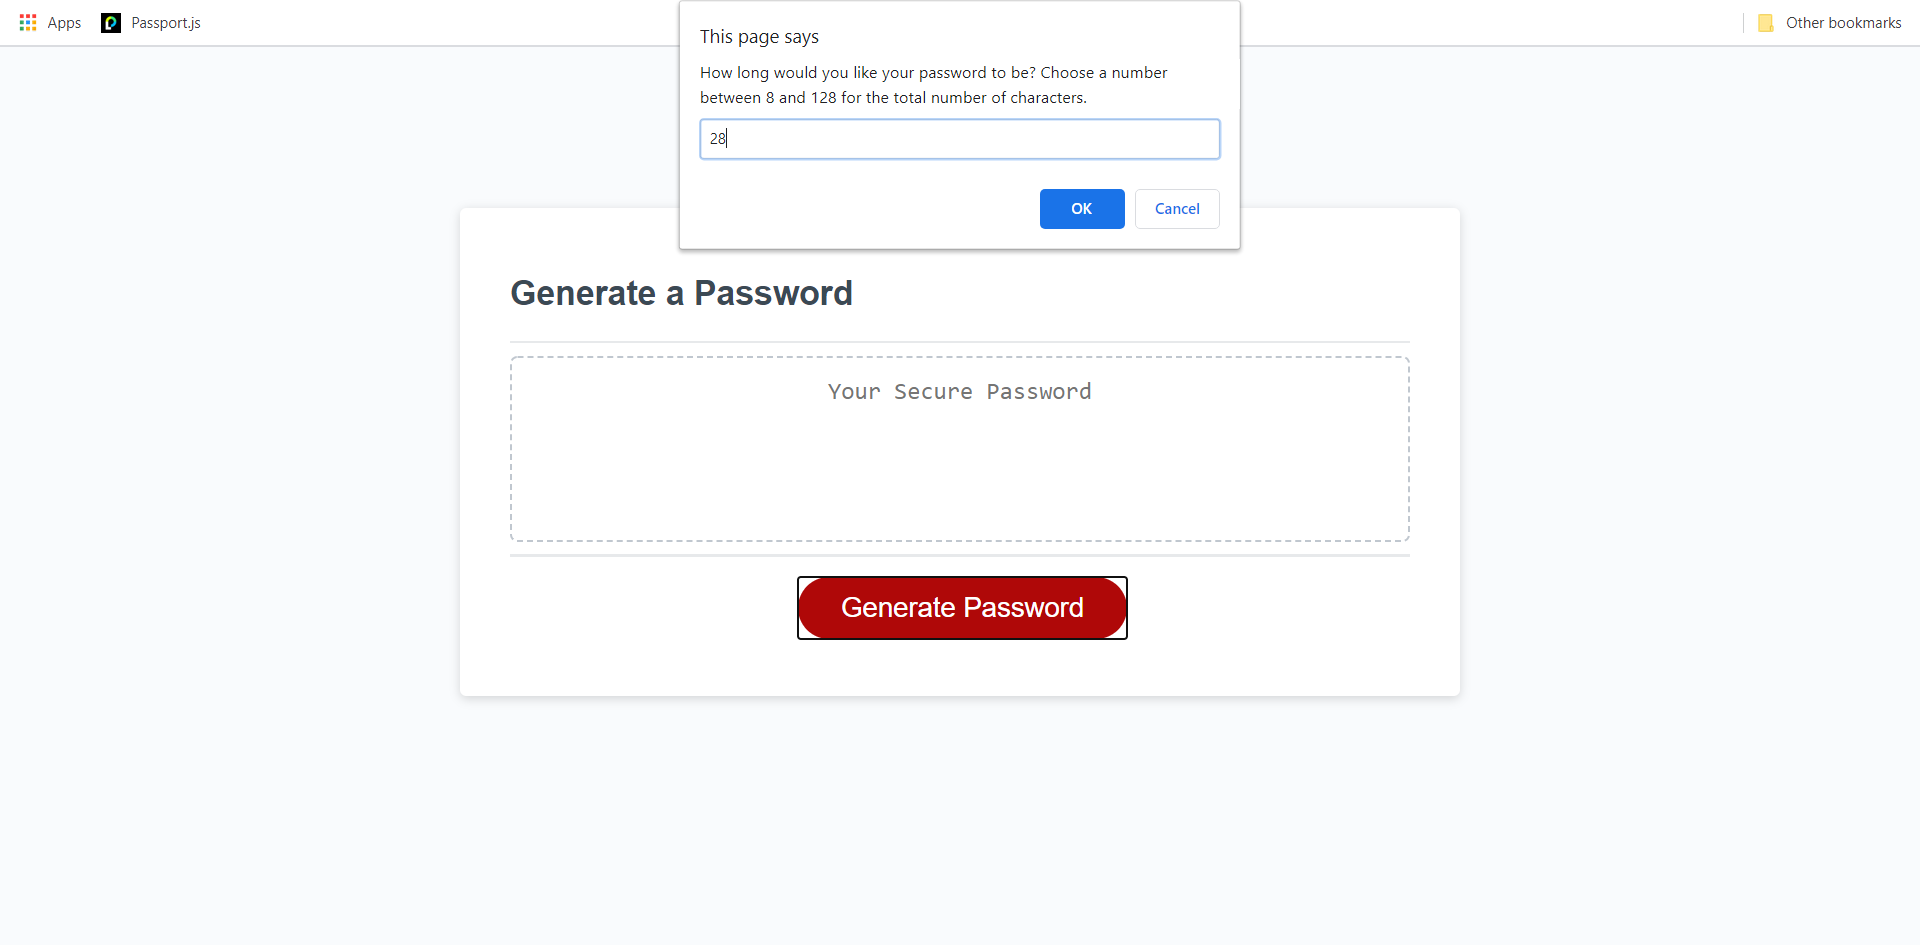 Apps
Passport.js
Other bookmarks
This page says
How long would you like your password to be? Choose a number
between 8 and 128 for the total number of characters.
28
OK
Cancel
Generate a Password
Your Secure Password
Generate Password